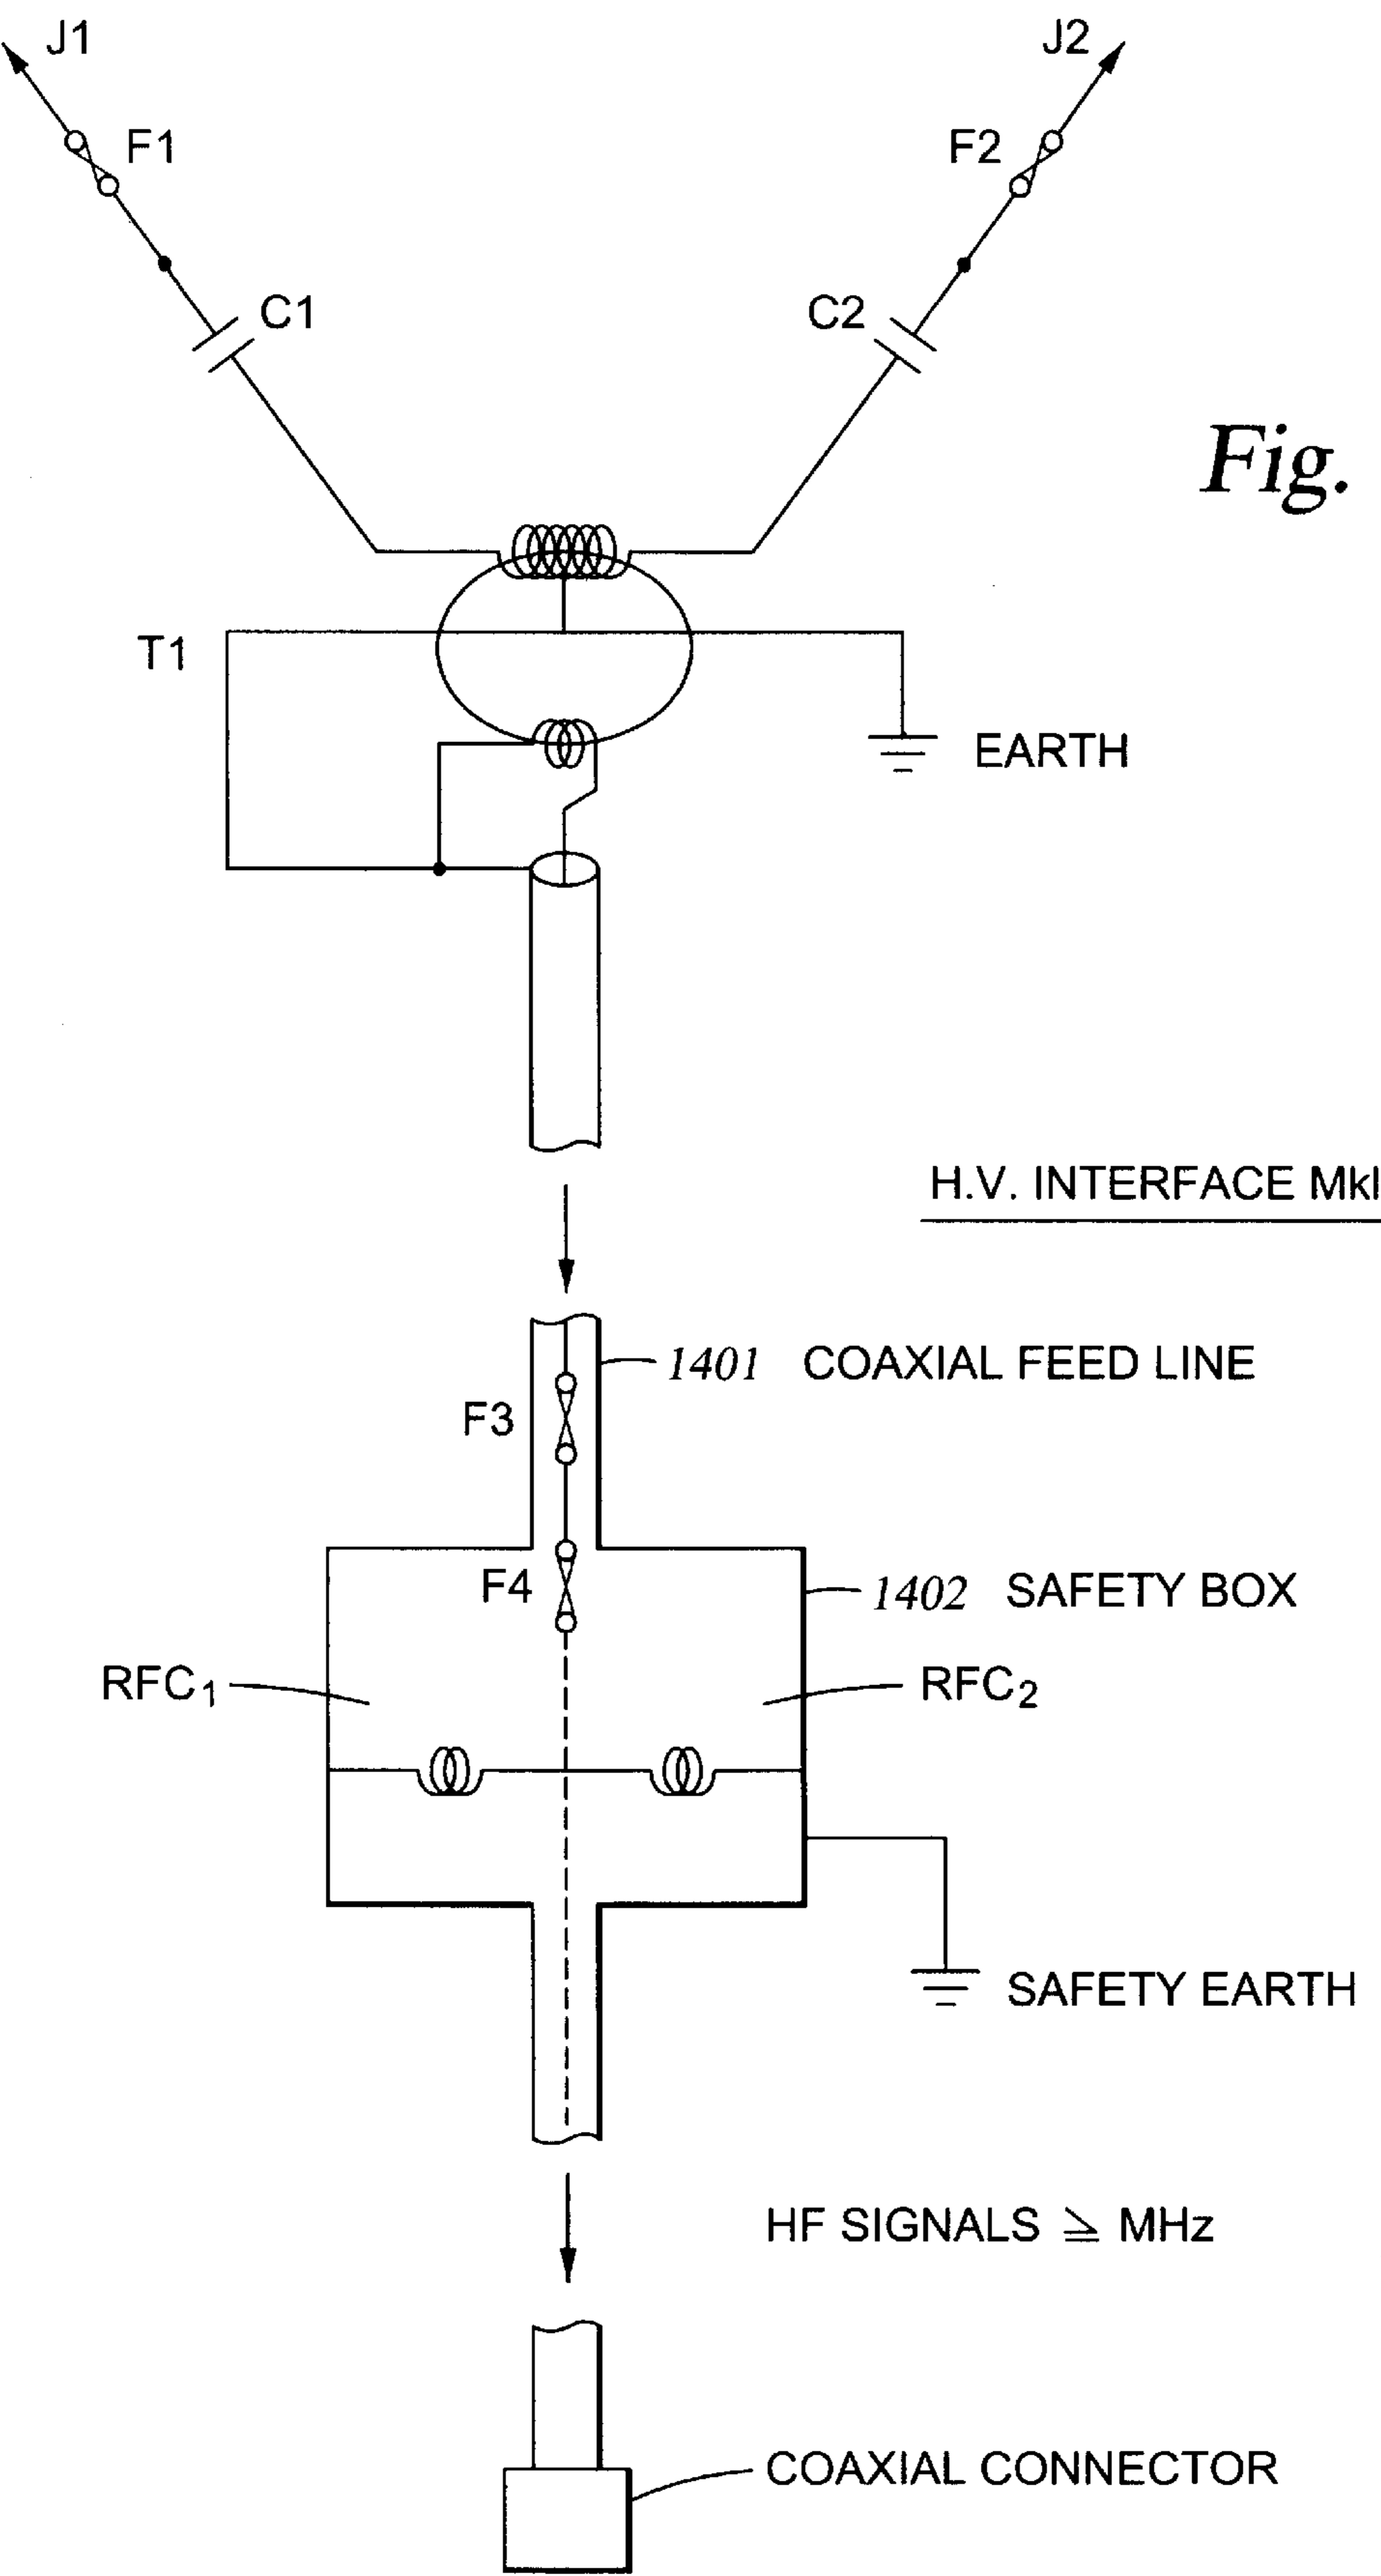 J1
J2
F1
F2
C1
C2
Fig.
T1
EARTH
H.V. INTERFACE MkI
1401 COAXIAL FEED LINE
F3
F4
1402 SAFETY BOX
RFC₁
RFC₂
SAFETY EARTH
HF SIGNALS ≧ MHz
COAXIAL CONNECTOR